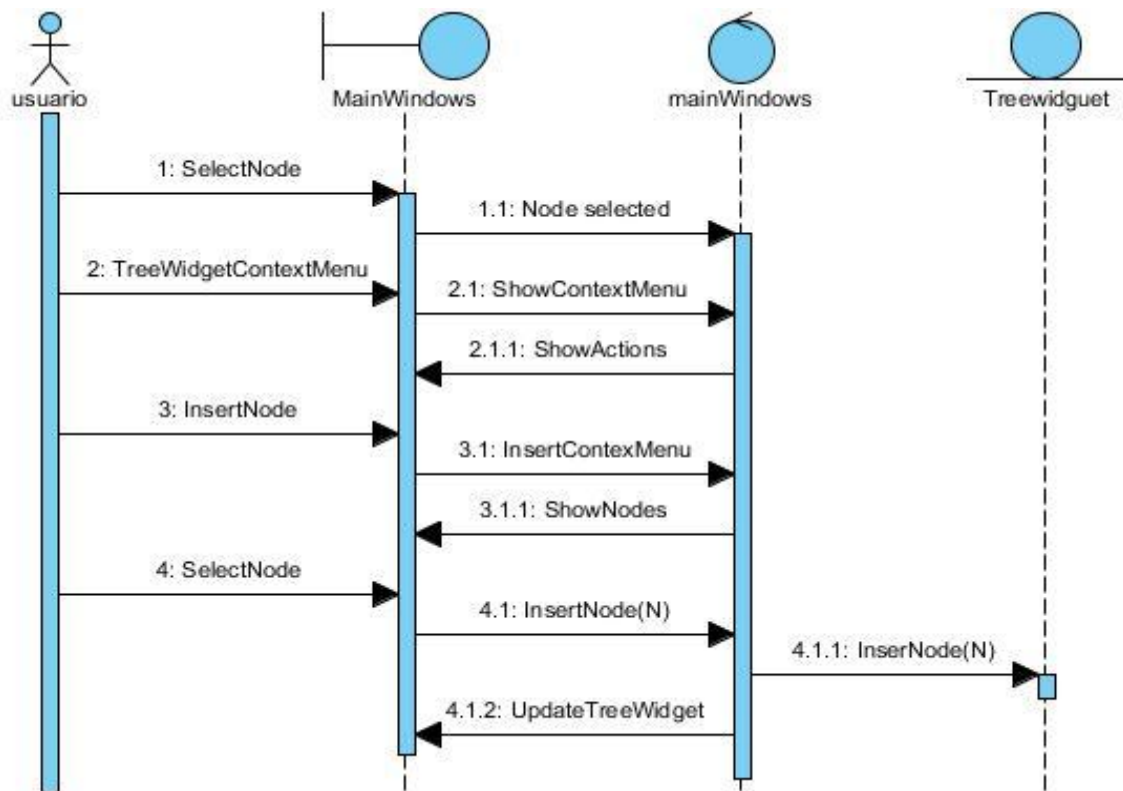 usuario
MainWindows
mainWindows
Treewidguet
1: SelectNode
1.1: Node selected
2: TreeWidgetContextMenu
2.1: ShowContextMenu
2.1.1: ShowActions
3: InsertNode
3.1: InsertContexMenu
3.1.1: ShowNodes
4: SelectNode
4.1: InsertNode(N)
4.1.1: InserNode(N)
4.1.2: UpdateTreeWidget